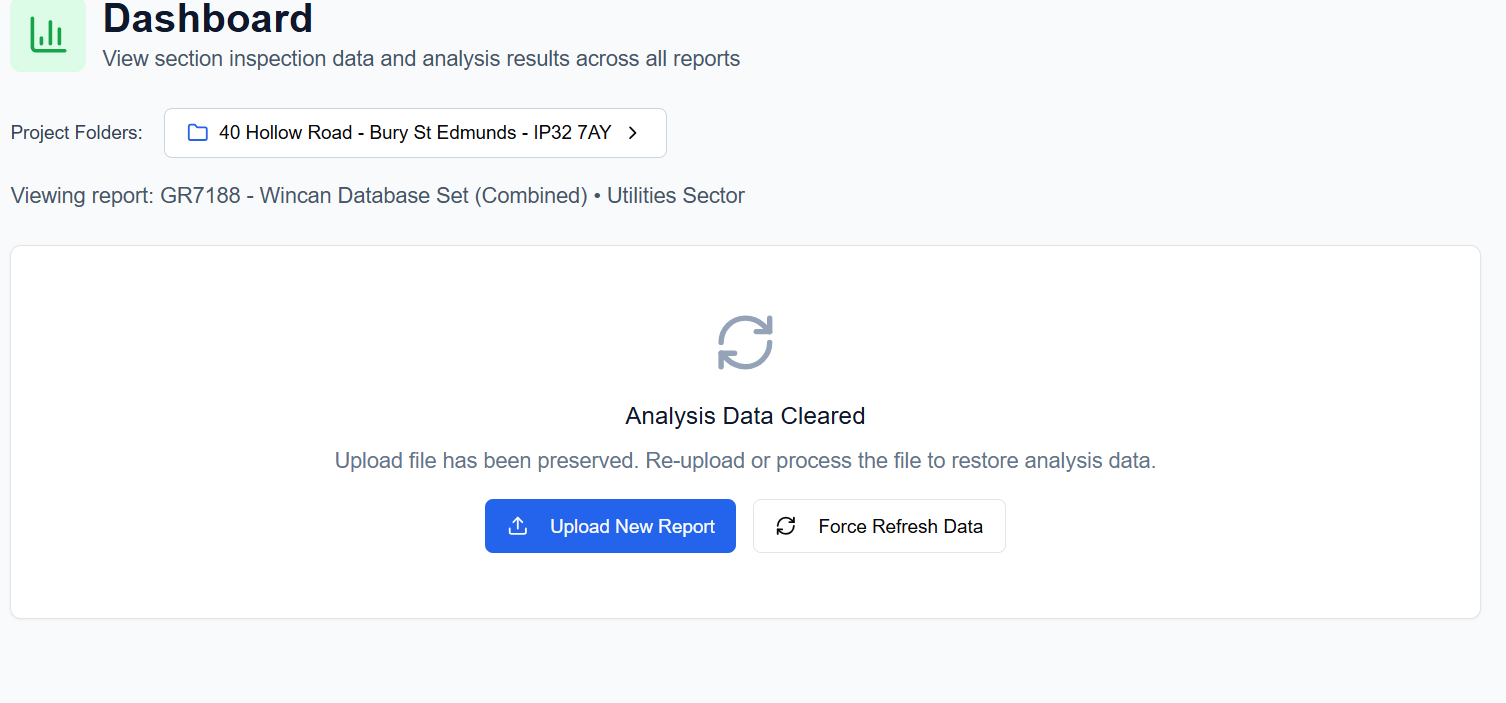 Dashboard
View section inspection data and analysis results across all reports
Project Folders: 40 Hollow Road - Bury St Edmunds - IP32 7AY
Viewing report: GR7188 - Wincan Database Set (Combined) • Utilities Sector
Analysis Data Cleared
Upload file has been preserved. Re-upload or process the file to restore analysis data.
Upload New Report Force Refresh Data